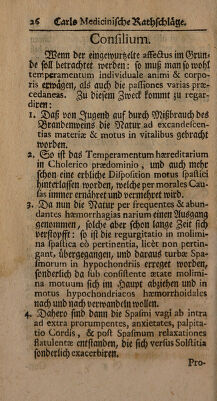 26 Carls Medicinische Rathschläge.
Consilium.
Wenn der eingewurzelte affectus im Grun-
de soll betrachtet werden: so muß man so wohl
temperamentum individuale animi & corpo-
ris erwägen, als auch die passiones varias præ-
cedaneas. Zu diesem Zweck kommt zu regar-
diren:
1. Daß von Jugend auf durch Mißbrauch des
Brandenweins die Natur ad excandescen-
tias materiæ & motus in vitalibus gebracht
worden.
2. So ist das Temperamentum hæreditarium
in Cholerico prædominio, und auch mehr
schon eine erbliche Disposition motus spastici
hinterlassen worden, welche per morales Cau-
sas immer ernähret und vermehret wird.
3. Da nun die Natur per frequentes & abun-
dantes hæmorrhagias narium einen Ausgang
genommen, solche aber schon lange Zeit sich
verstopfft: so ist die regurgitatio in molimi-
na spastica eò pertinentia, licèt non pertin-
gant, übergegangen, und daraus turbæ Spa-
smorum in hypochondriis erreget worden,
sonderlich da sub consistente ætate molimi-
na motuum sich im Haupt abziehen und in
motus hypochondriacos hæmorrhoidales
nach und nach verwandeln wollen.
4. Dahero sind dann die Spasmi vagi ab intra
ad extra prorumpentes, anxietates, palpita-
tio Cordis, & post Spasmum relaxationes
flatulentæ entstanden, die sich versus Solstitia
sonderlich exacerbiren.
Pro-